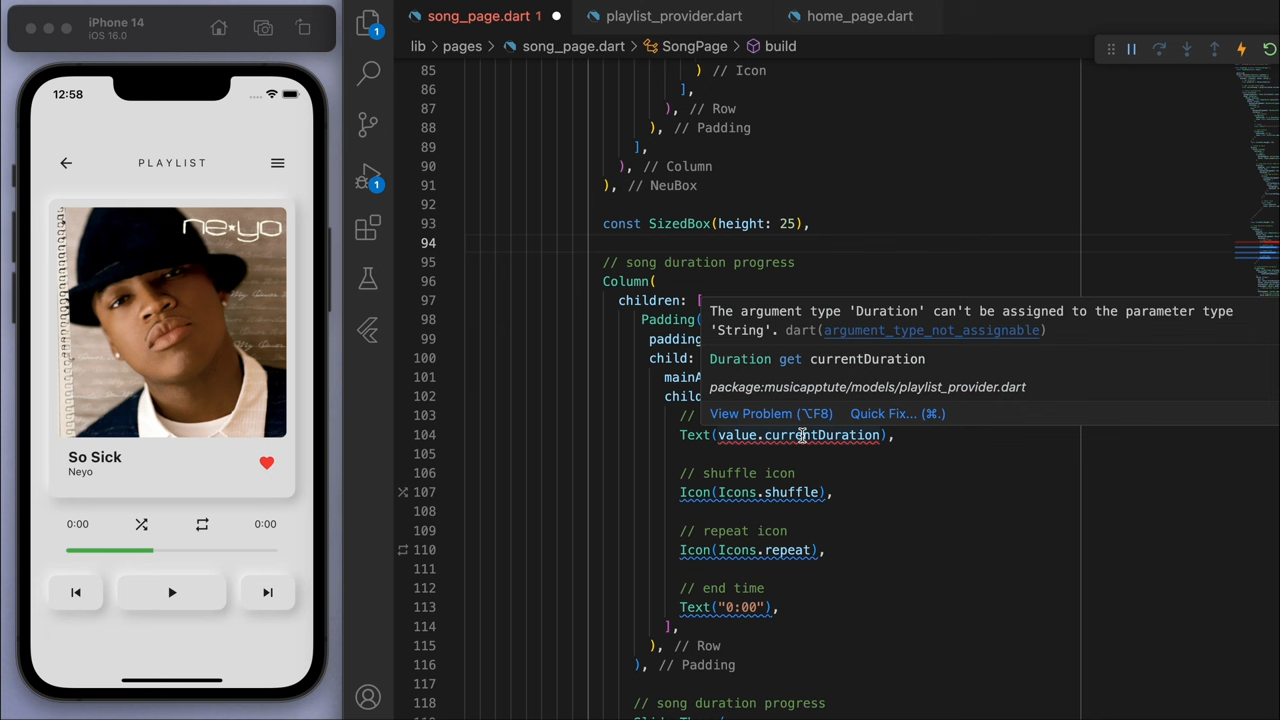 iPhone 14
iOS 16.0
12:58
PLAYLIST
ne★yo
So Sick
Neyo
0:00
0:00
song_page.dart 1
playlist_provider.dart
home_page.dart
lib > pages > song_page.dart > SongPage > build
1
1
85 ) // Icon
86 ],
87 ), // Row
88 ), // Padding
89 ],
90 ), // Column
91 ), // NeuBox
92
93 const SizedBox(height: 25),
94
95 // song duration progress
96 Column(
97 children: [
98 Padding(
99 padding
100 child:
101 mainA
102 child
103 //
The argument type 'Duration' can't be assigned to the parameter type
'String'. dart(argument_type_not_assignable)
Duration get currentDuration
package:musicapptute/models/playlist_provider.dart
View Problem (⌥F8) Quick Fix... (⌘.)
104 Text(value.currentDuration),
105
106 // shuffle icon
107 Icon(Icons.shuffle),
108
109 // repeat icon
110 Icon(Icons.repeat),
111
112 // end time
113 Text("0:00"),
114 ],
115 ), // Row
116 ), // Padding
117
118 // song duration progress